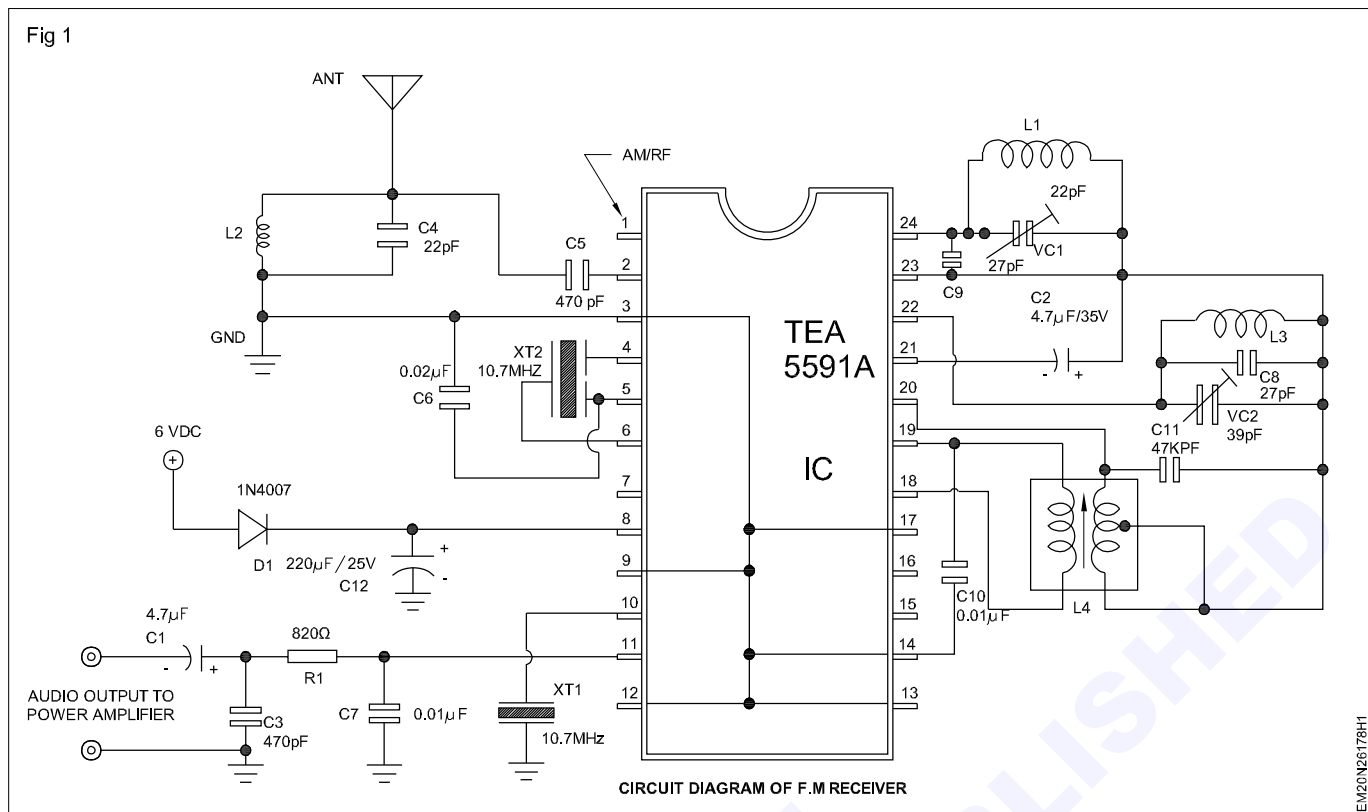 Fig 1
ANT
L2
C4
22pF
GND
C5
470 pF
AM/RF
XT2
10.7MHZ
0.02µF
C6
6 VDC
1N4007
D1
220µF/25V
C12
+
-
4.7µF
C1
-
+
820Ω
R1
AUDIO OUTPUT TO
POWER AMPLIFIER
C3
470pF
C7
0.01µF
XT1
10.7MHz
1
2
3
4
5
6
7
8
9
10
11
12
TEA
5591A
IC
24
23
22
21
20
19
18
17
16
15
14
13
L1
22pF
VC1
27pF
C9
C2
4.7µF/35V
-
+
L3
C8
27pF
VC2
39pF
C11
47KPF
C10
0.01µF
L4
CIRCUIT DIAGRAM OF F.M RECEIVER
EM20N26178H1
LISHED